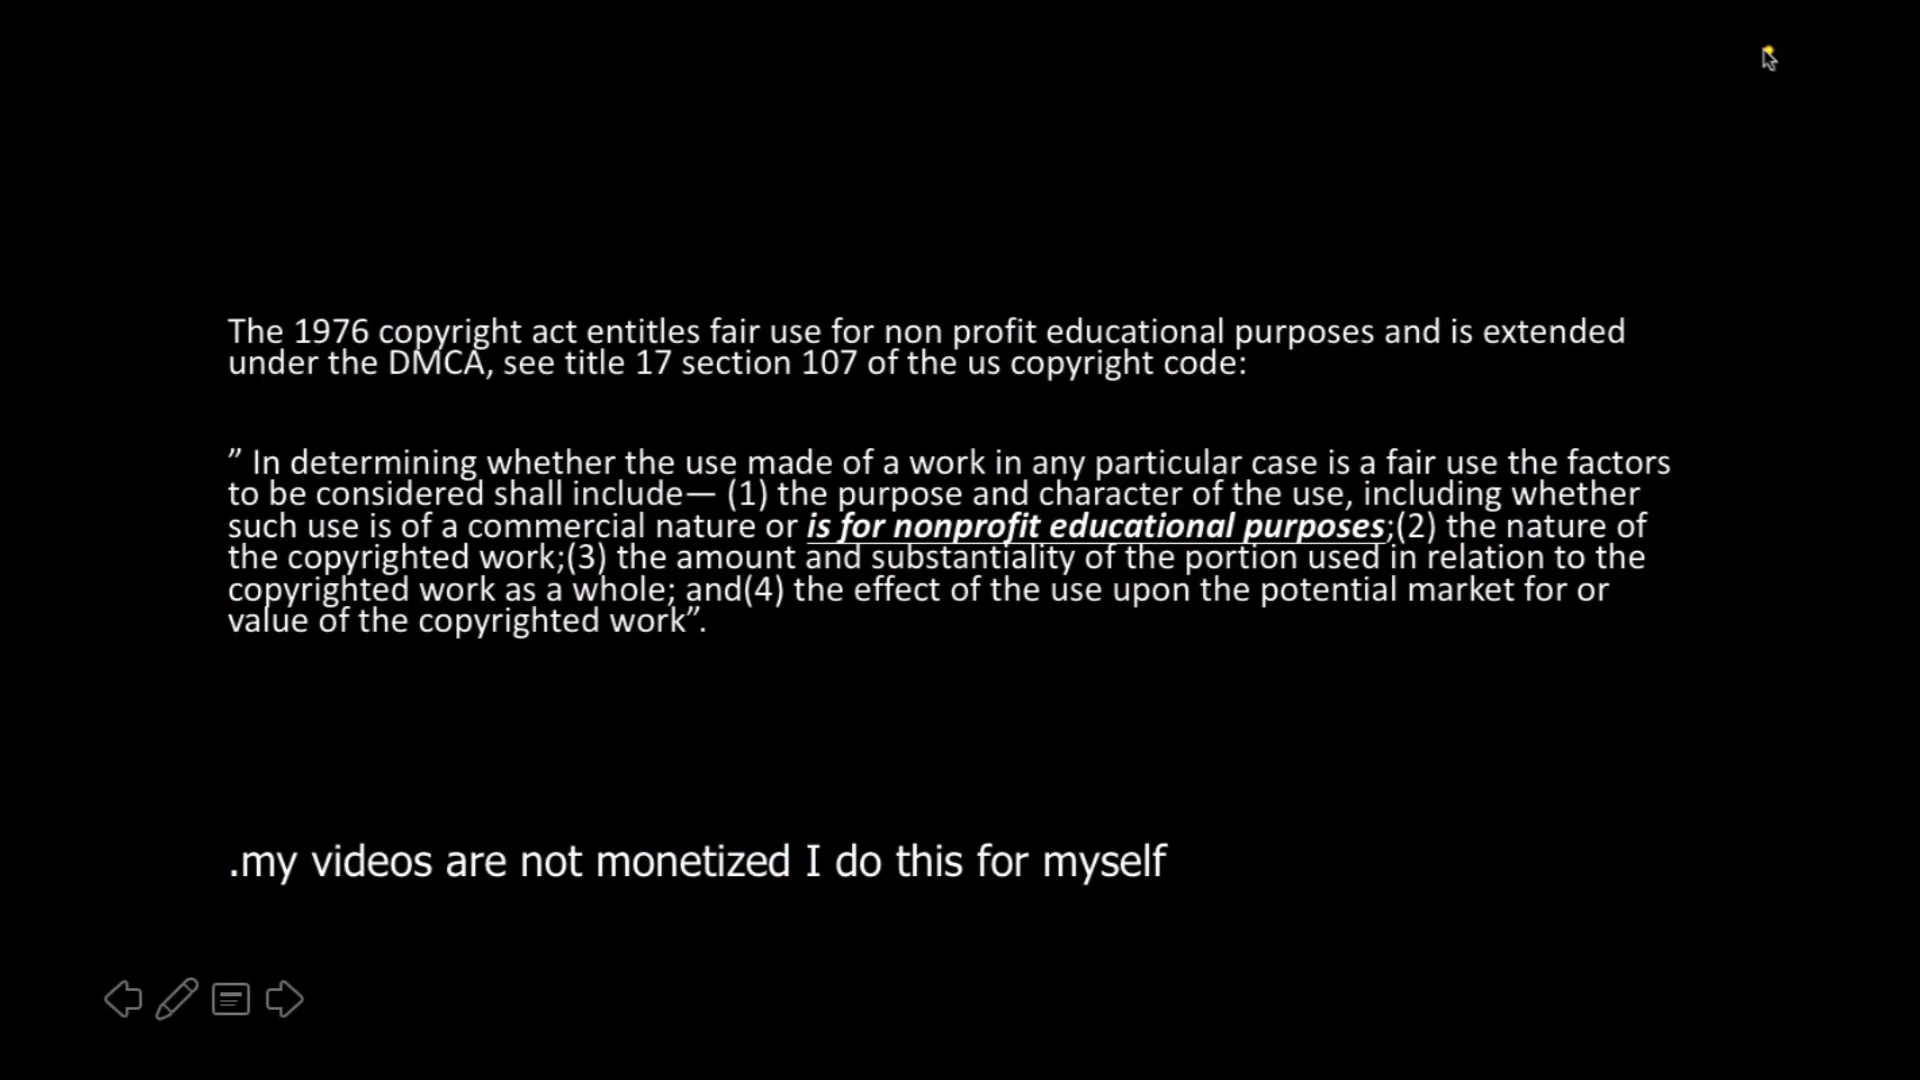 The 1976 copyright act entitles fair use for non profit educational purposes and is extended
under the DMCA, see title 17 section 107 of the us copyright code:
” In determining whether the use made of a work in any particular case is a fair use the factors
to be considered shall include— (1) the purpose and character of the use, including whether
such use is of a commercial nature or is for nonprofit educational purposes;(2) the nature of
the copyrighted work;(3) the amount and substantiality of the portion used in relation to the
copyrighted work as a whole; and(4) the effect of the use upon the potential market for or
value of the copyrighted work”.
.my videos are not monetized I do this for myself